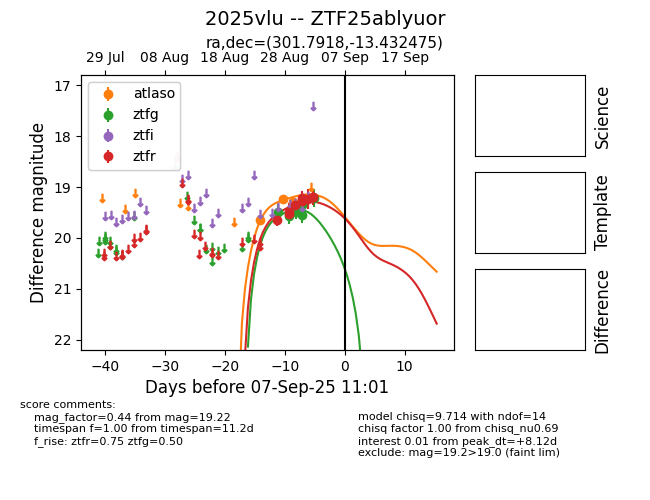 2025vlu -- ZTF25ablyuor
ra,dec=(301.7918,-13.432475)
29 Jul 08 Aug 18 Aug 28 Aug 07 Sep 17 Sep
17
18
19
20
21
22
Difference magnitude
atlaso
ztfg
ztfi
ztfr
−40 −30 −20 −10 0 10
Days before 07-Sep-25 11:01
Science
Template
Difference
score comments:
mag_factor=0.44 from mag=19.22
timespan f=1.00 from timespan=11.2d
f_rise: ztfr=0.75 ztfg=0.50
model chisq=9.714 with ndof=14
chisq factor 1.00 from chisq_nu0.69
interest 0.01 from peak_dt=+8.12d
exclude: mag=19.2>19.0 (faint lim)